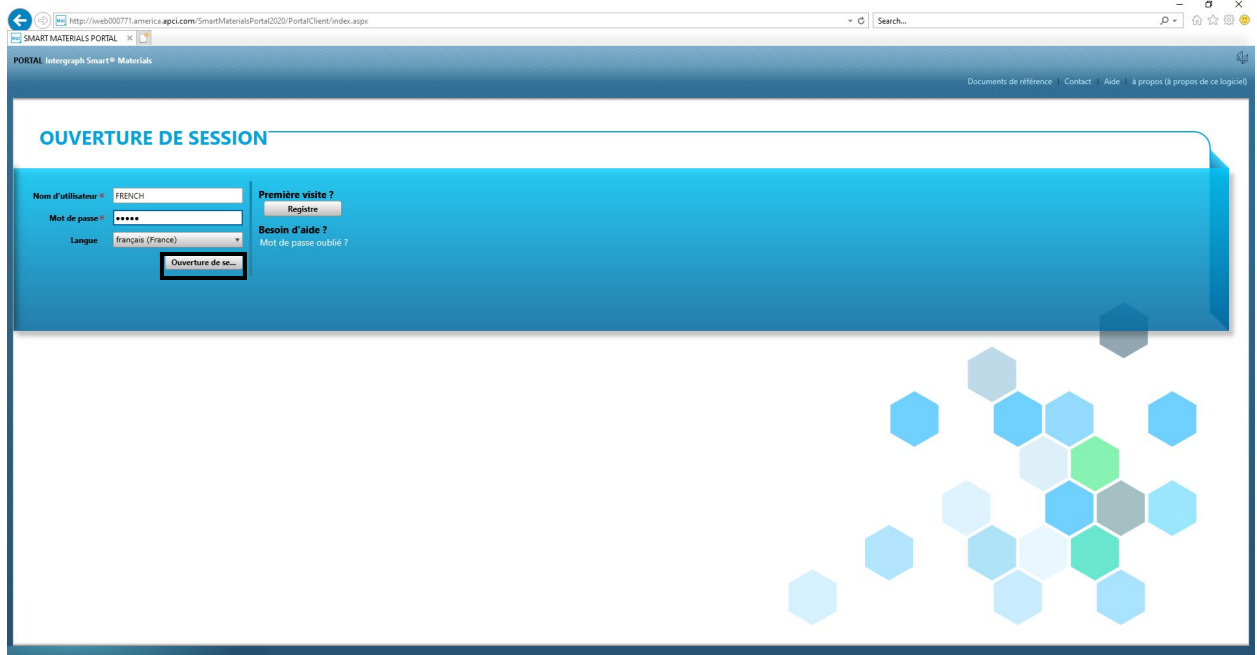 http://iweb000771.america.apci.com/SmartMaterialsPortal2020/PortalClient/index.aspx
Search...
Mat SMART MATERIALS PORTAL
PORTAL Intergraph Smart® Materials
Documents de référence | Contact | Aide | à propos (à propos de ce logiciel)
OUVERTURE DE SESSION
Nom d'utilisateur * FRENCH
Mot de passe * •••••
Langue français (France)
Ouverture de se...
Première visite ?
Registre
Besoin d'aide ?
Mot de passe oublié ?